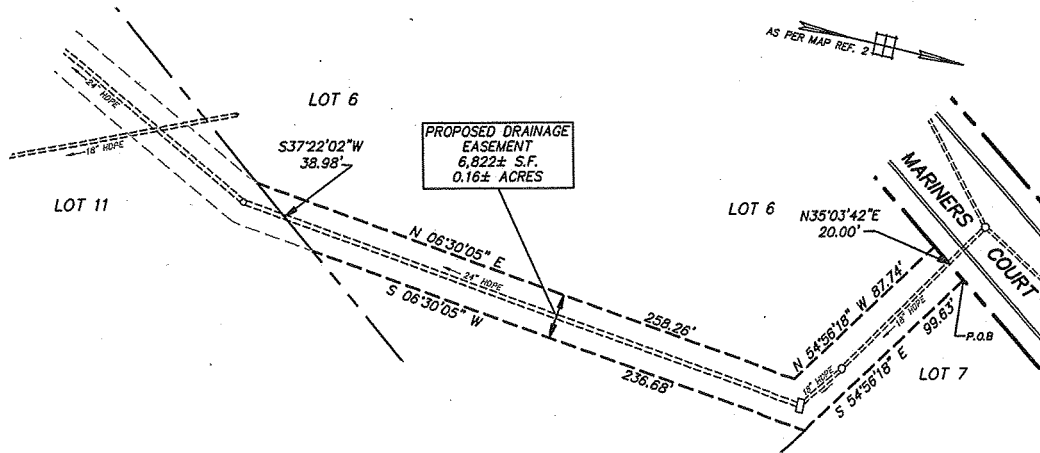 AS PER MAP REF. 2
LOT 6
24" HDPE
18" HDPE
LOT 11
S37°22'02"W
38.98'
PROPOSED DRAINAGE
EASEMENT
6,822± S.F.
0.16± ACRES
LOT 6
MARINERS
COURT
N35°03'42"E
20.00'
N 06°30'05" E
258.26'
24" HDPE
S 06°30'05" W
236.68'
N 54°56'18" W 87.74'
18" HDPE
18" HDPE
S 54°56'18" E 99.63'
P.O.B
LOT 7